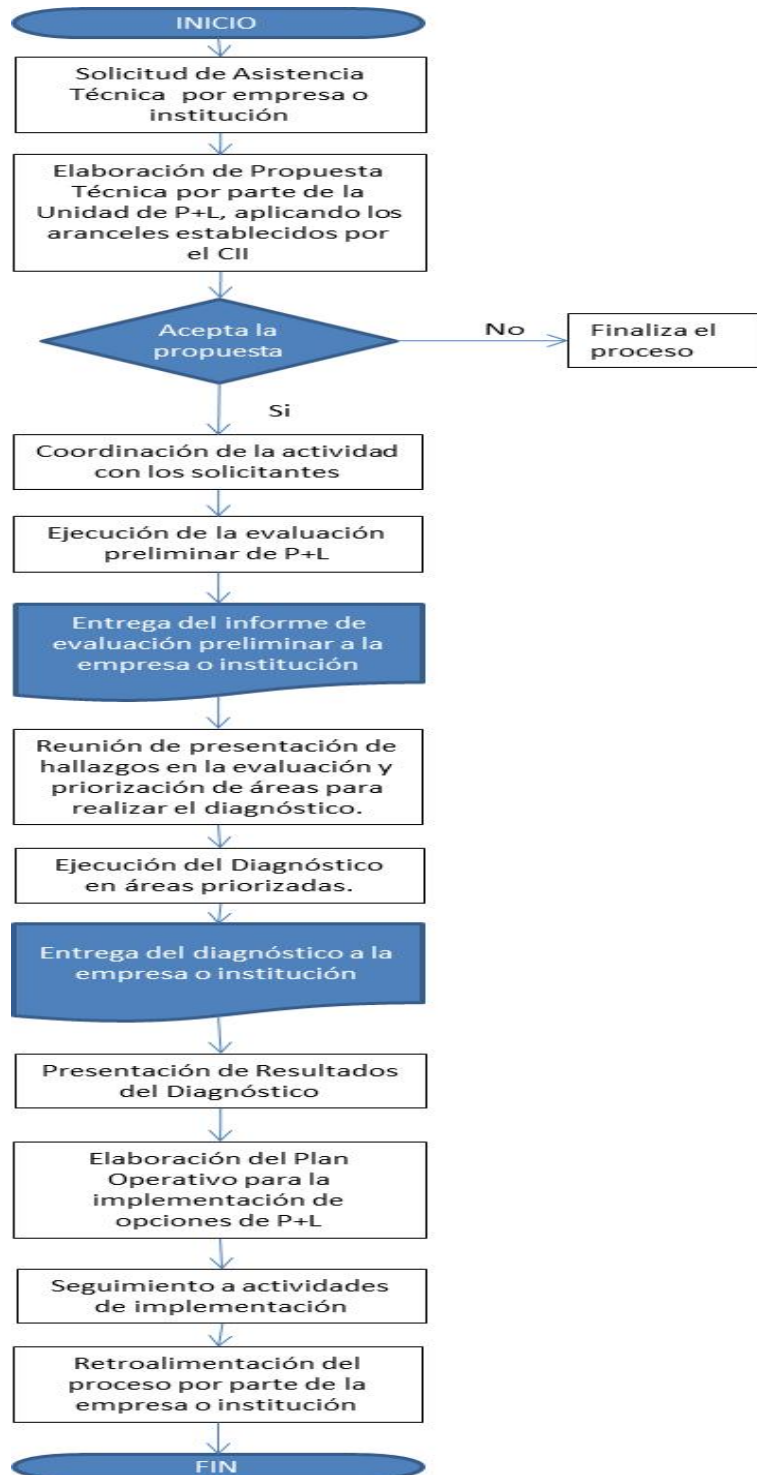 INICIO
Solicitud de Asistencia
Técnica por empresa o
institución
Elaboración de Propuesta
Técnica por parte de la
Unidad de P+L, aplicando los
aranceles establecidos por
el CII
Acepta la
propuesta
No
Finaliza el
proceso
Si
Coordinación de la actividad
con los solicitantes
Ejecución de la evaluación
preliminar de P+L
Entrega del informe de
evaluación preliminar a la
empresa o institución
Reunión de presentación de
hallazgos en la evaluación y
priorización de áreas para
realizar el diagnóstico.
Ejecución del Diagnóstico
en áreas priorizadas.
Entrega del diagnóstico a la
empresa o institución
Presentación de Resultados
del Diagnóstico
Elaboración del Plan
Operativo para la
implementación de
opciones de P+L
Seguimiento a actividades
de implementación
Retroalimentación del
proceso por parte de la
empresa o institución
FIN